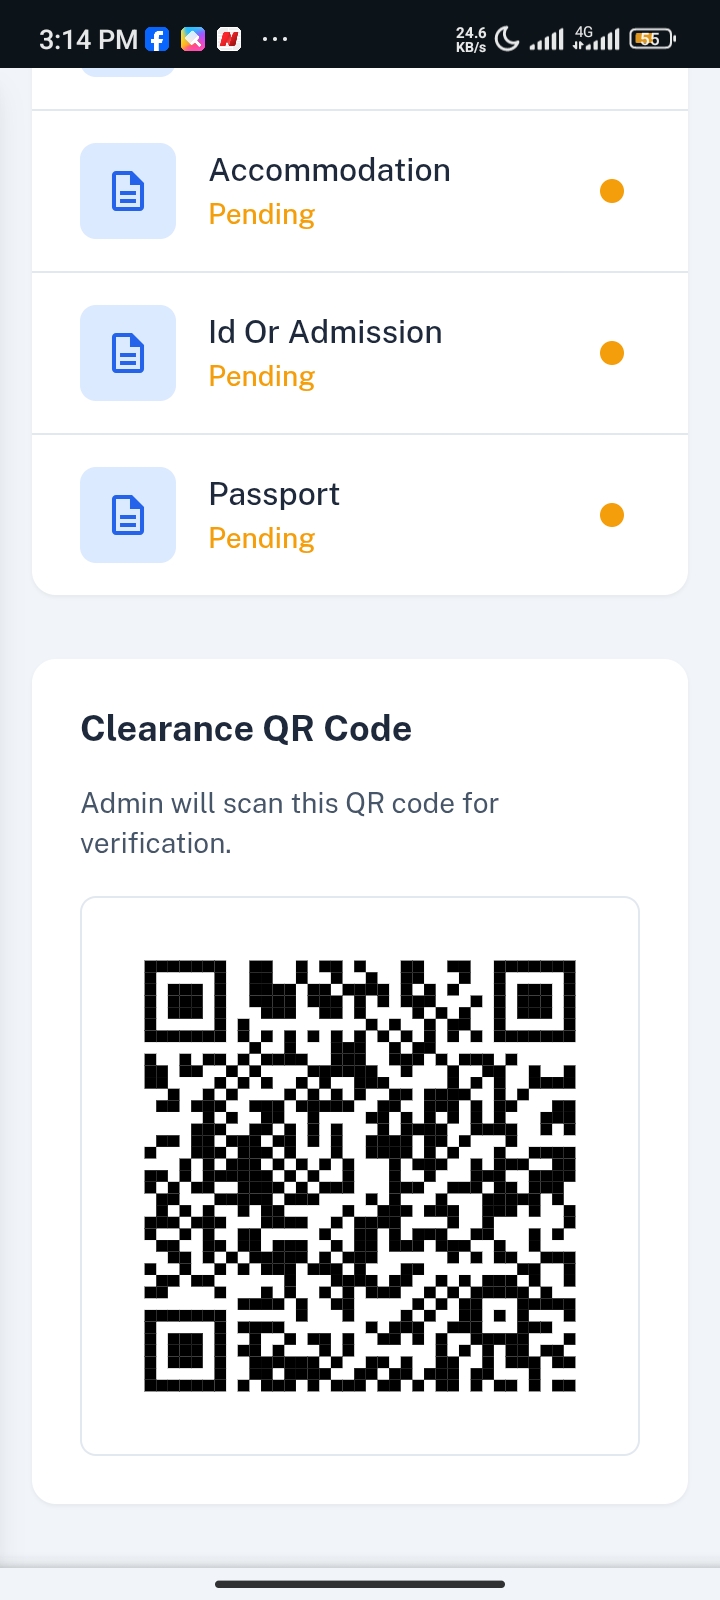 3:14 PM
24.6
KB/s
4G
55
Accommodation
Pending
Id Or Admission
Pending
Passport
Pending
Clearance QR Code
Admin will scan this QR code for
verification.